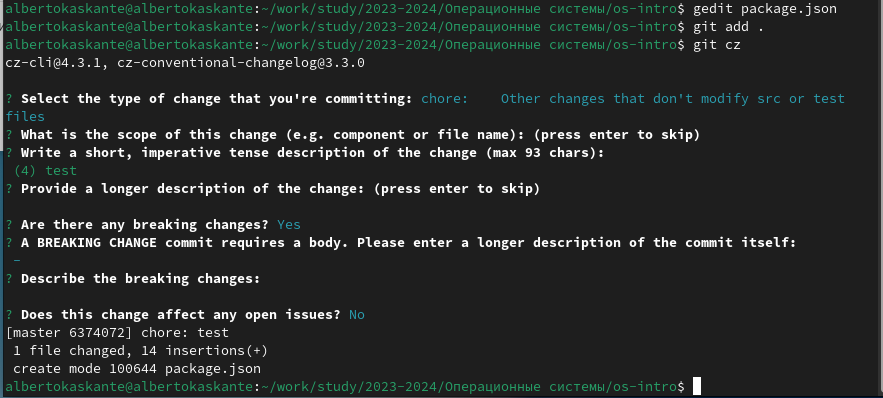 albertokaskante@albertokaskante:~/work/study/2023-2024/Операционные системы/os-intro$ gedit package.json
albertokaskante@albertokaskante:~/work/study/2023-2024/Операционные системы/os-intro$ git add .
albertokaskante@albertokaskante:~/work/study/2023-2024/Операционные системы/os-intro$ git cz
cz-cli@4.3.1, cz-conventional-changelog@3.3.0
? Select the type of change that you're committing: chore:    Other changes that don't modify src or test
files
? What is the scope of this change (e.g. component or file name): (press enter to skip)
? Write a short, imperative tense description of the change (max 93 chars):
 (4) test
? Provide a longer description of the change: (press enter to skip)
? Are there any breaking changes? Yes
? A BREAKING CHANGE commit requires a body. Please enter a longer description of the commit itself:
 -
? Describe the breaking changes:
? Does this change affect any open issues? No
[master 6374072] chore: test
 1 file changed, 14 insertions(+)
 create mode 100644 package.json
albertokaskante@albertokaskante:~/work/study/2023-2024/Операционные системы/os-intro$